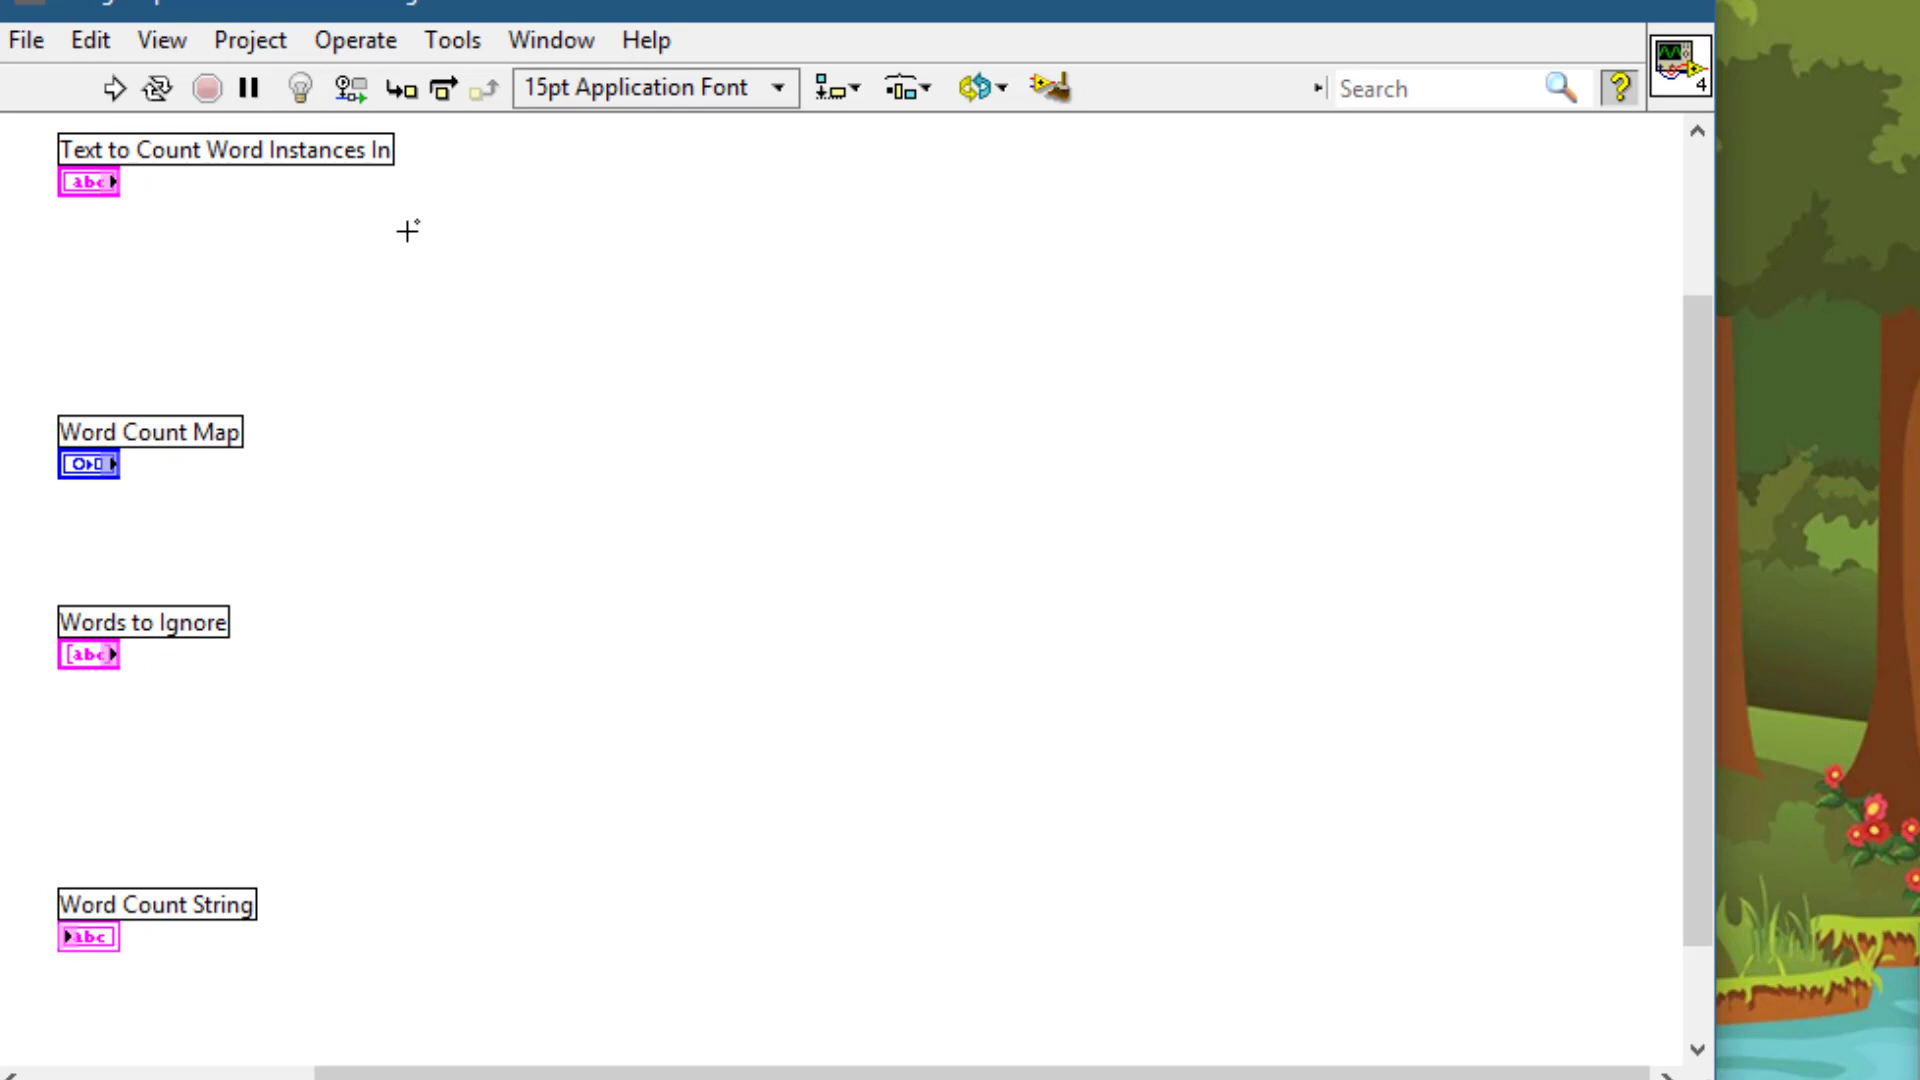 File Edit View Project Operate Tools Window Help
15pt Application Font
Search
?
4
Text to Count Word Instances In
abc
Word Count Map
Words to Ignore
[abc]
Word Count String
abc